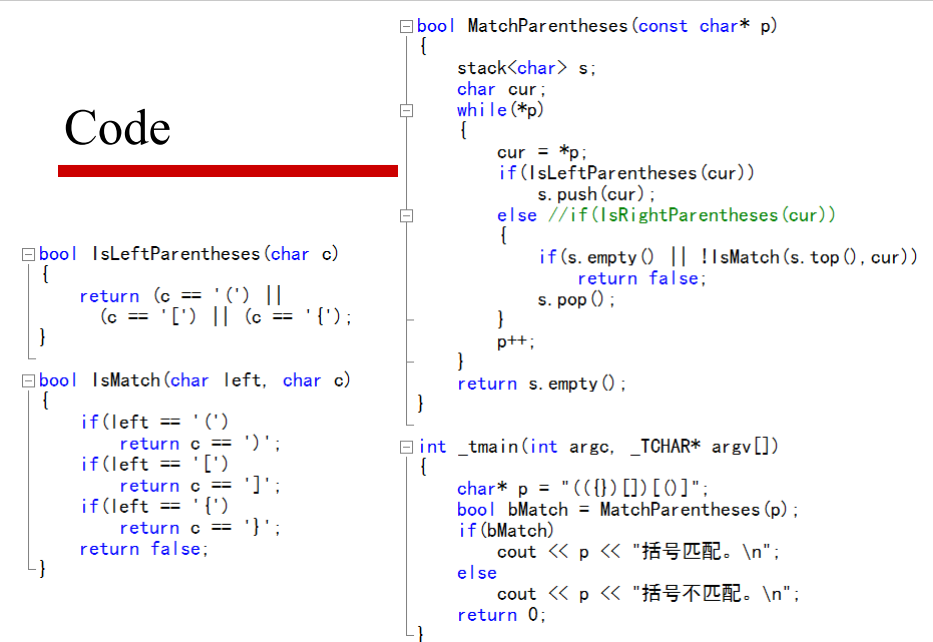 Code
bool IsLeftParentheses(char c)
{
    return (c == '(') ||
      (c == '[') || (c == '{');
}
bool IsMatch(char left, char c)
{
    if(left == '(')
        return c == ')';
    if(left == '[')
        return c == ']';
    if(left == '{')
        return c == '}';
    return false;
}
bool MatchParentheses(const char* p)
{
    stack<char> s;
    char cur;
    while(*p)
    {
        cur = *p;
        if(IsLeftParentheses(cur))
            s.push(cur);
        else //if(IsRightParentheses(cur))
        {
            if(s.empty() || !IsMatch(s.top(),cur))
                return false;
            s.pop();
        }
        p++;
    }
    return s.empty();
}
int _tmain(int argc, _TCHAR* argv[])
{
    char* p = "(({})[])[()]";
    bool bMatch = MatchParentheses(p);
    if(bMatch)
        cout << p << "括号匹配。\n";
    else
        cout << p << "括号不匹配。\n";
    return 0;
}